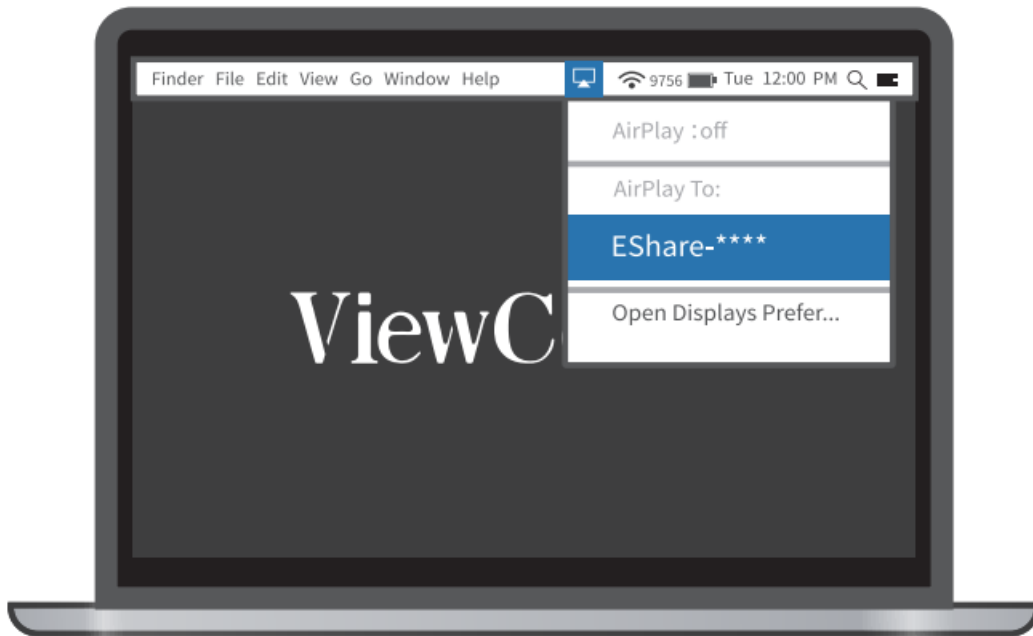 Finder File Edit View Go Window Help 9756 Tue 12:00 PM
AirPlay :off
AirPlay To:
EShare-****
Open Displays Prefer...
ViewC